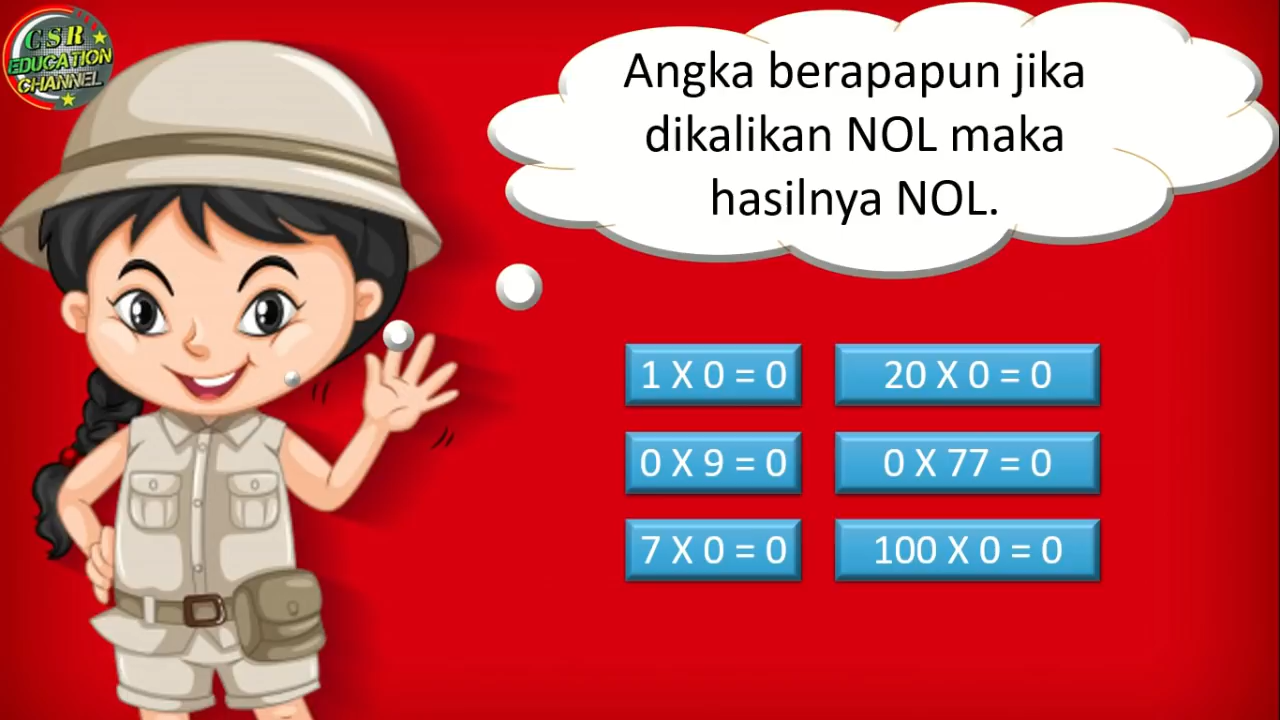 CSR
EDUCATION
CHANNEL
Angka berapapun jika
dikalikan NOL maka
hasilnya NOL.
1 X 0 = 0
20 X 0 = 0
0 X 9 = 0
0 X 77 = 0
7 X 0 = 0
100 X 0 = 0